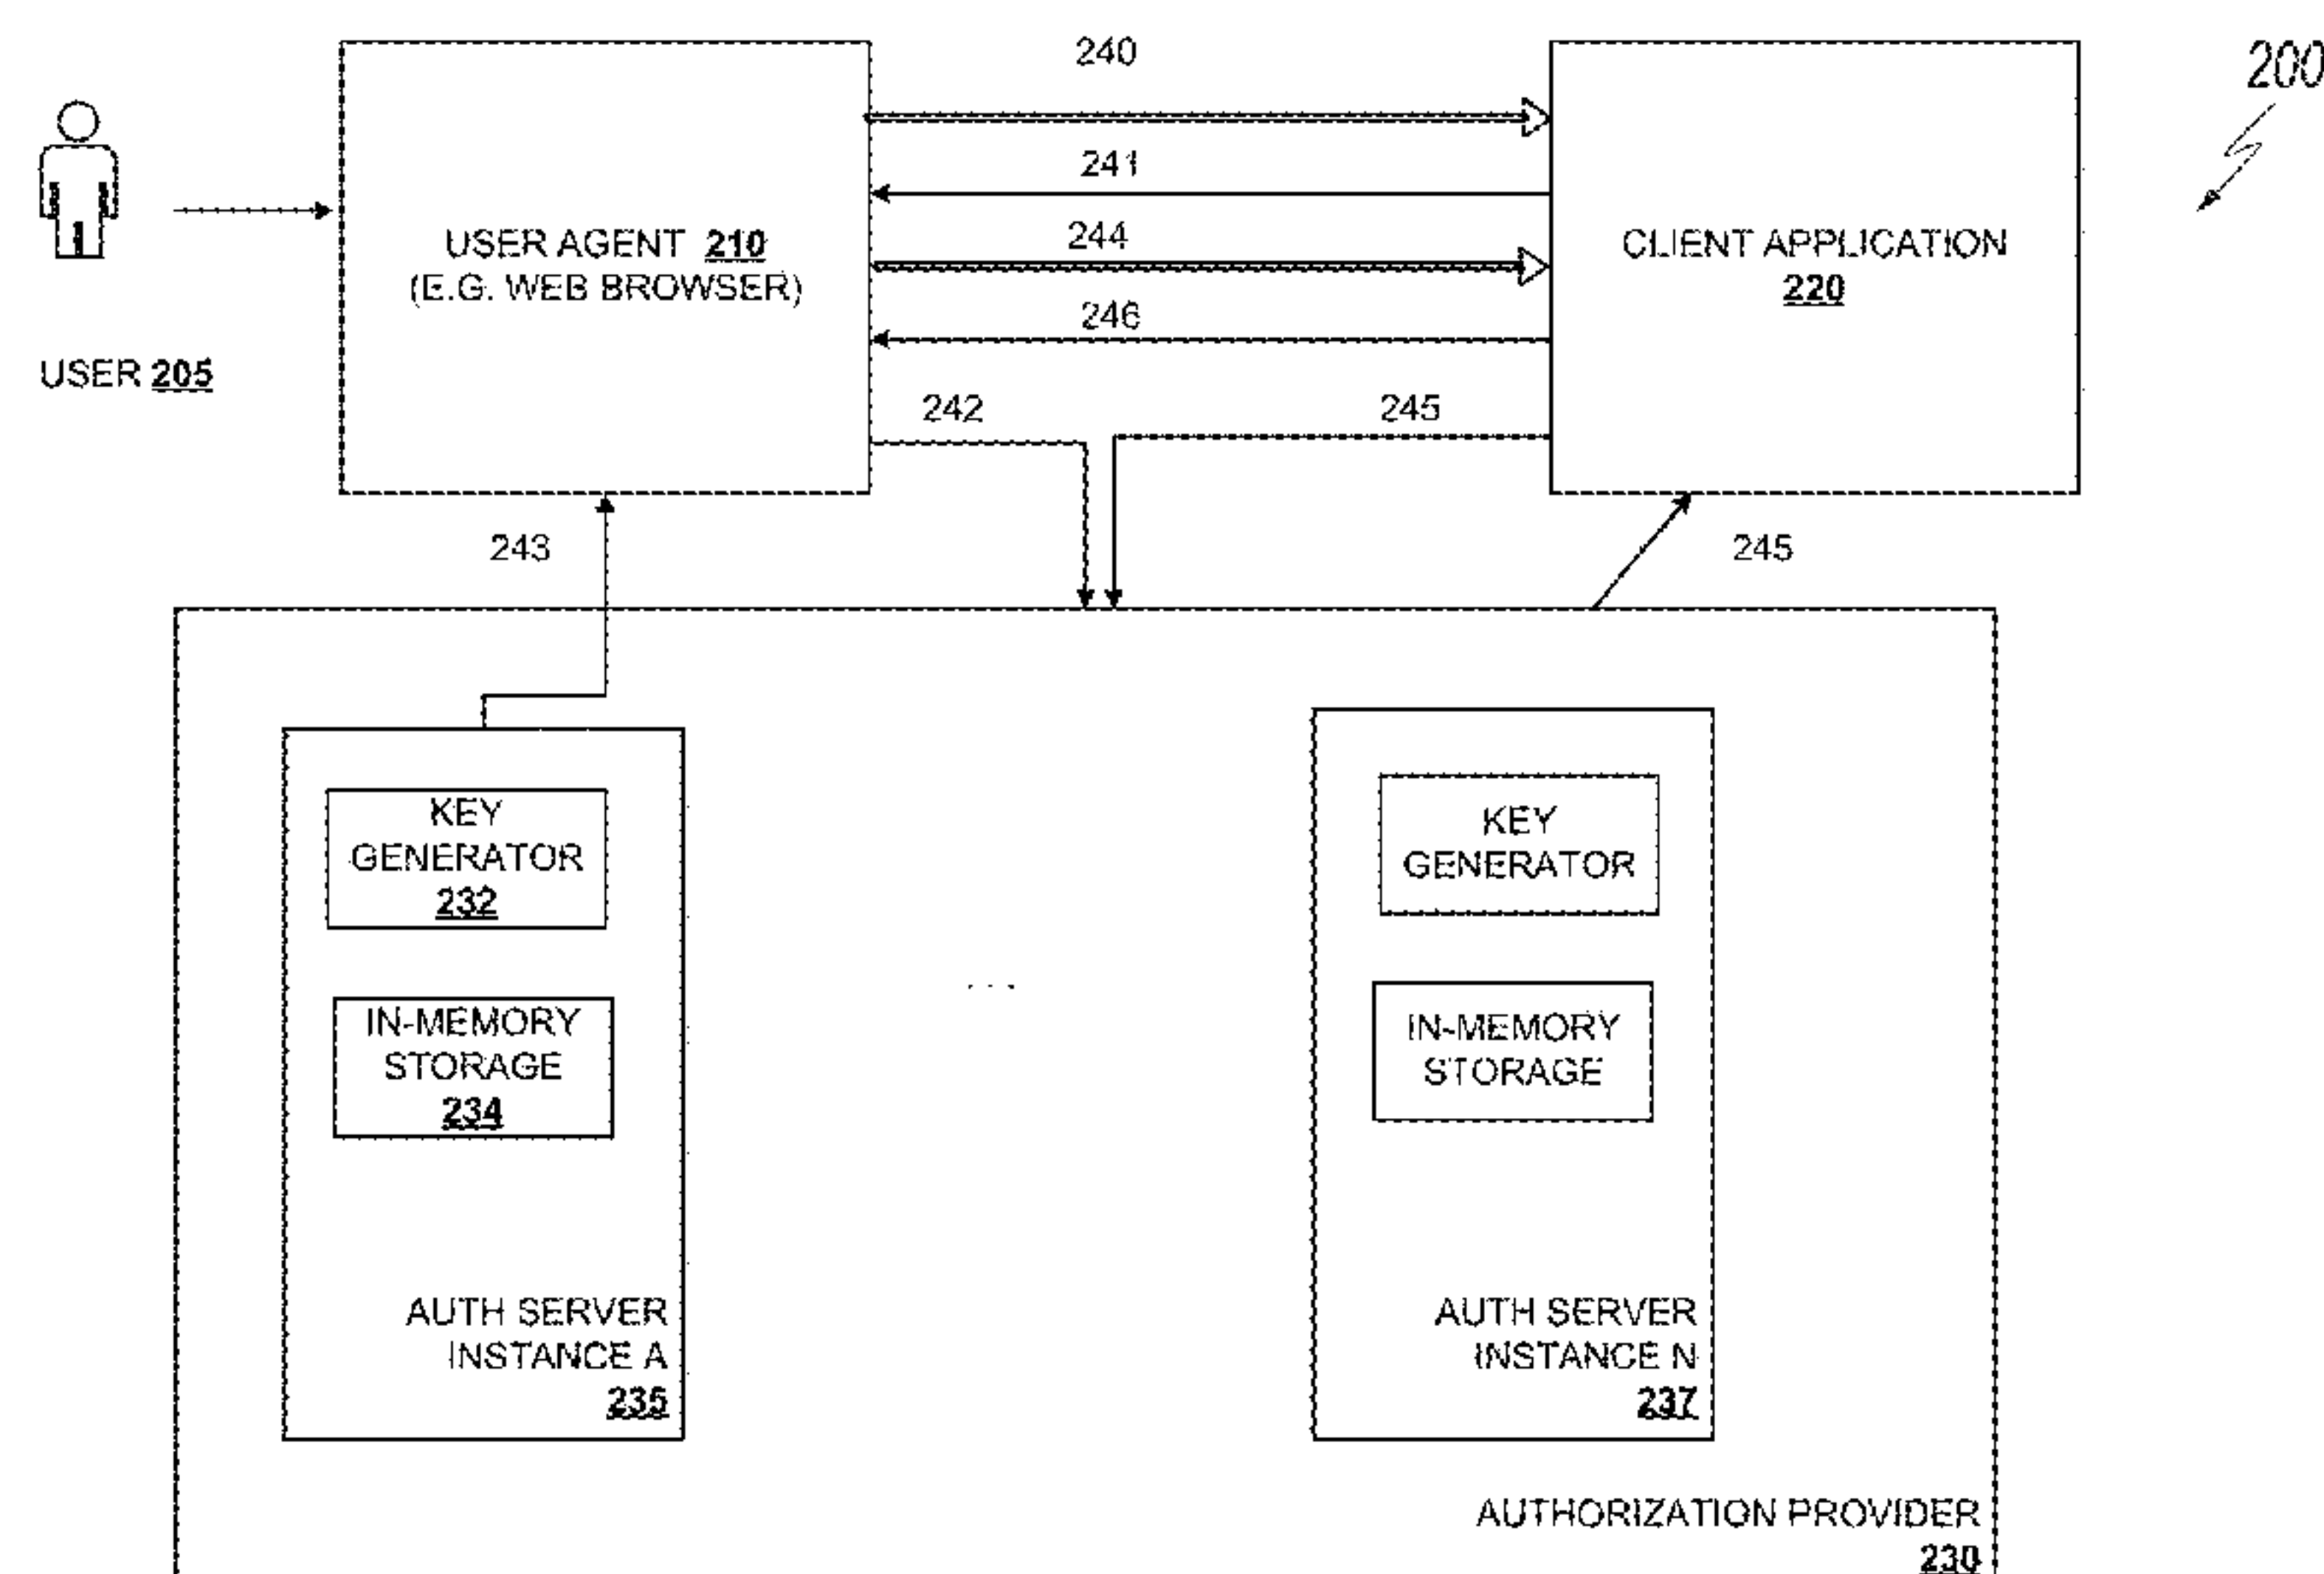 240
200
241
USER AGENT 210
(E.G. WEB BROWSER)
244
CLIENT APPLICATION
220
246
USER 205
242
245
243
245
KEY
GENERATOR
232
KEY
GENERATOR
IN-MEMORY
STORAGE
234
...
IN-MEMORY
STORAGE
AUTH SERVER
INSTANCE A
235
AUTH SERVER
INSTANCE N
237
AUTHORIZATION PROVIDER
230